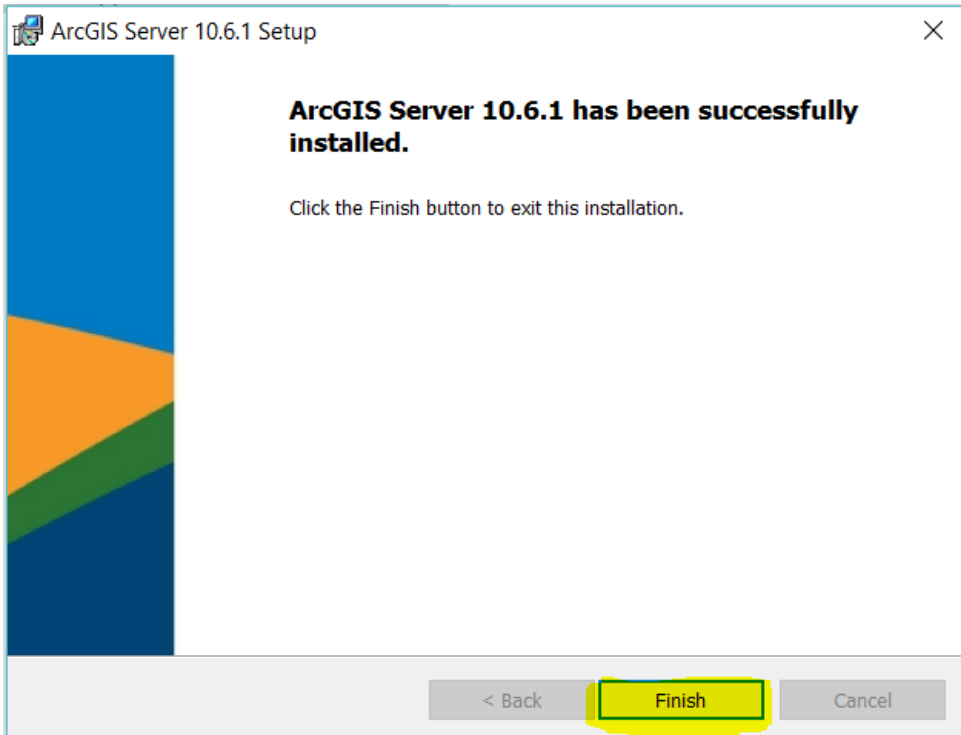 ArcGIS Server 10.6.1 Setup
ArcGIS Server 10.6.1 has been successfully
installed.
Click the Finish button to exit this installation.
< Back
Finish
Cancel